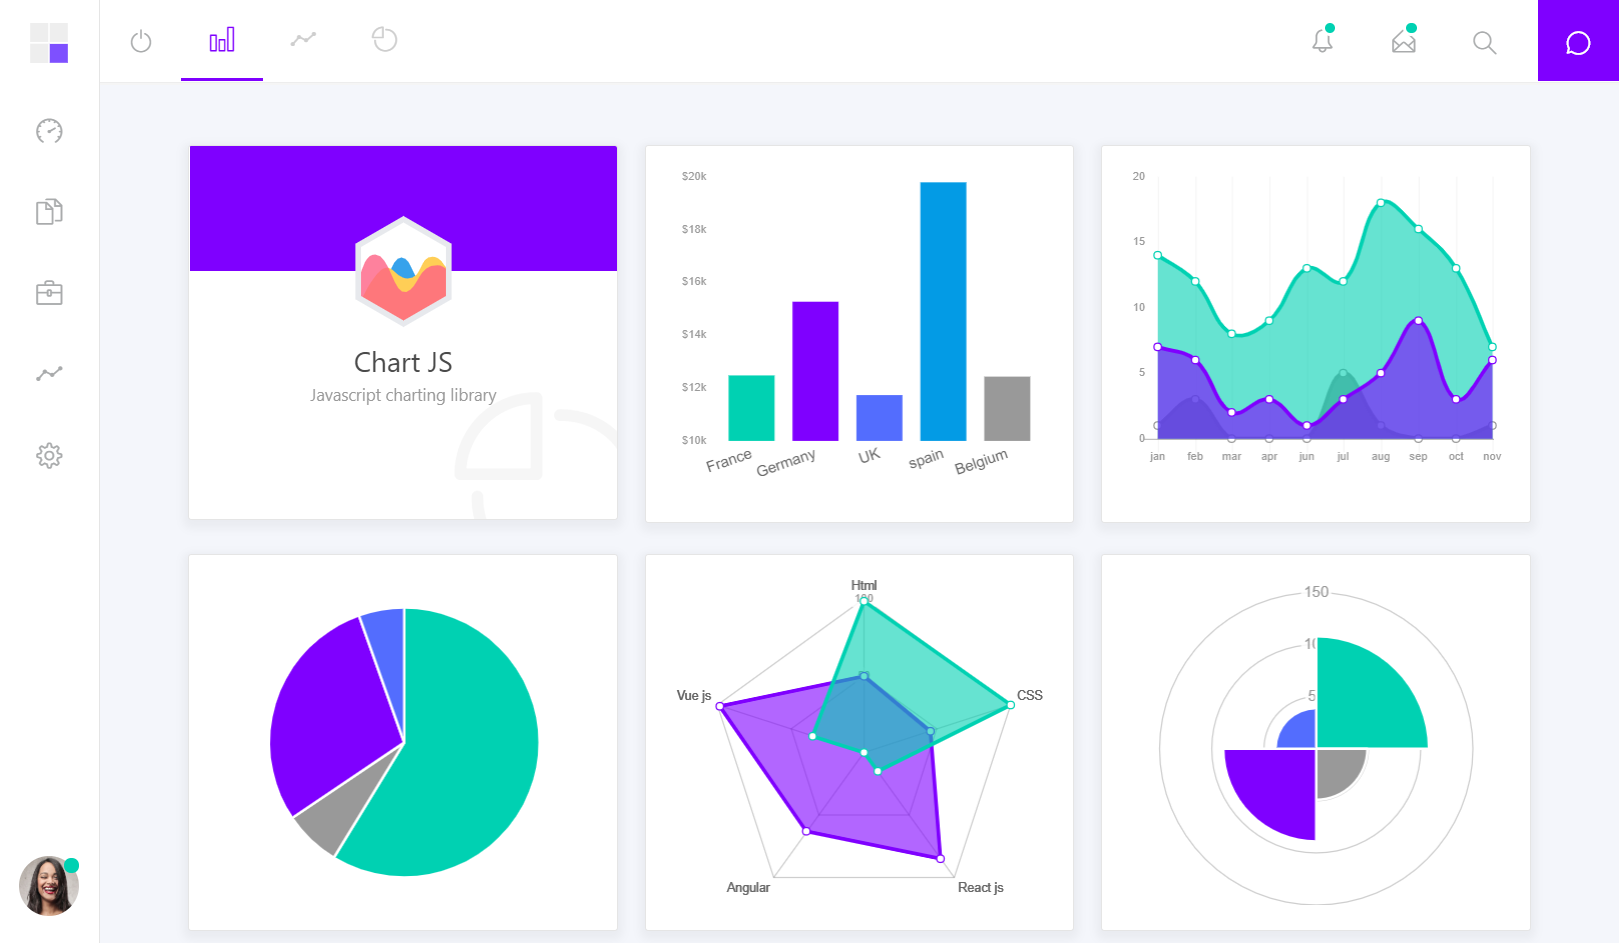 Chart JS
Javascript charting library
$20k
$18k
$16k
$14k
$12k
$10k
France
Germany
UK
spain
Belgium
20
15
10
5
0
jan
feb
mar
apr
jun
jul
aug
sep
oct
nov
Html
100
CSS
Vue js
Angular
React js
150
10
5